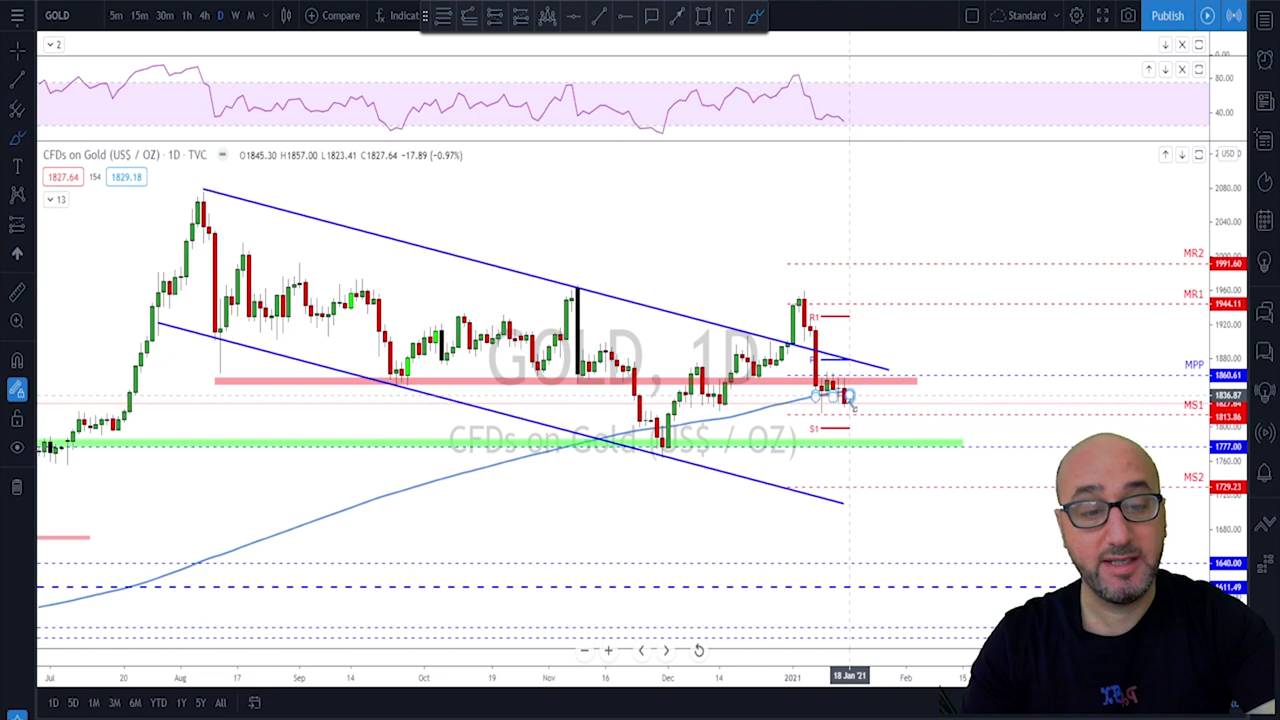 GOLD 5m 15m 30m 1h 4h D W M Compare Indicat Standard Publish
2
80.00
40.00
CFDs on Gold (US$ / OZ) · 1D · TVC O1845.30 H1857.00 L1823.41 C1827.64 -17.89 (-0.97%)
USD
1827.64 154 1829.18
2080.00
13
2040.00
MR2
1991.60
MR1
1960.00
1944.11
R1
1920.00
GOLD, 1D
P
1880.00
MPP
1860.61
1836.87
MS1
1813.86
S1
1800.00
CFDs on Gold (US$ / OZ)
1777.00
1760.00
MS2
1729.23
1720.00
1680.00
1640.00
1611.49
Jul 20 Aug 17 Sep 14 Oct 19 Nov 16 Dec 14 2021 18 Jan '21 Feb 15
1D 5D 1M 3M 6M YTD 1Y 5Y All